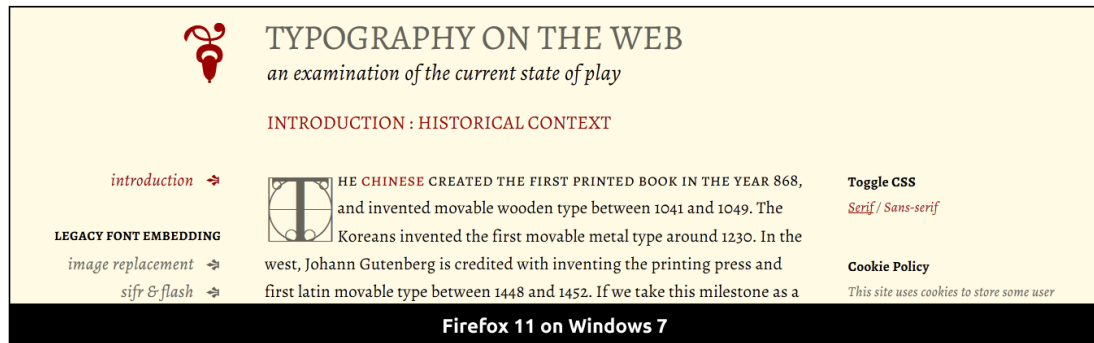 TYPOGRAPHY ON THE WEB
an examination of the current state of play
INTRODUCTION : HISTORICAL CONTEXT
introduction
LEGACY FONT EMBEDDING
image replacement
sifr & flash
THE CHINESE CREATED THE FIRST PRINTED BOOK IN THE YEAR 868,
and invented movable wooden type between 1041 and 1049. The
Koreans invented the first movable metal type around 1230. In the
west, Johann Gutenberg is credited with inventing the printing press and
first latin movable type between 1448 and 1452. If we take this milestone as a
Toggle CSS
Serif / Sans-serif
Cookie Policy
This site uses cookies to store some user
Firefox 11 on Windows 7